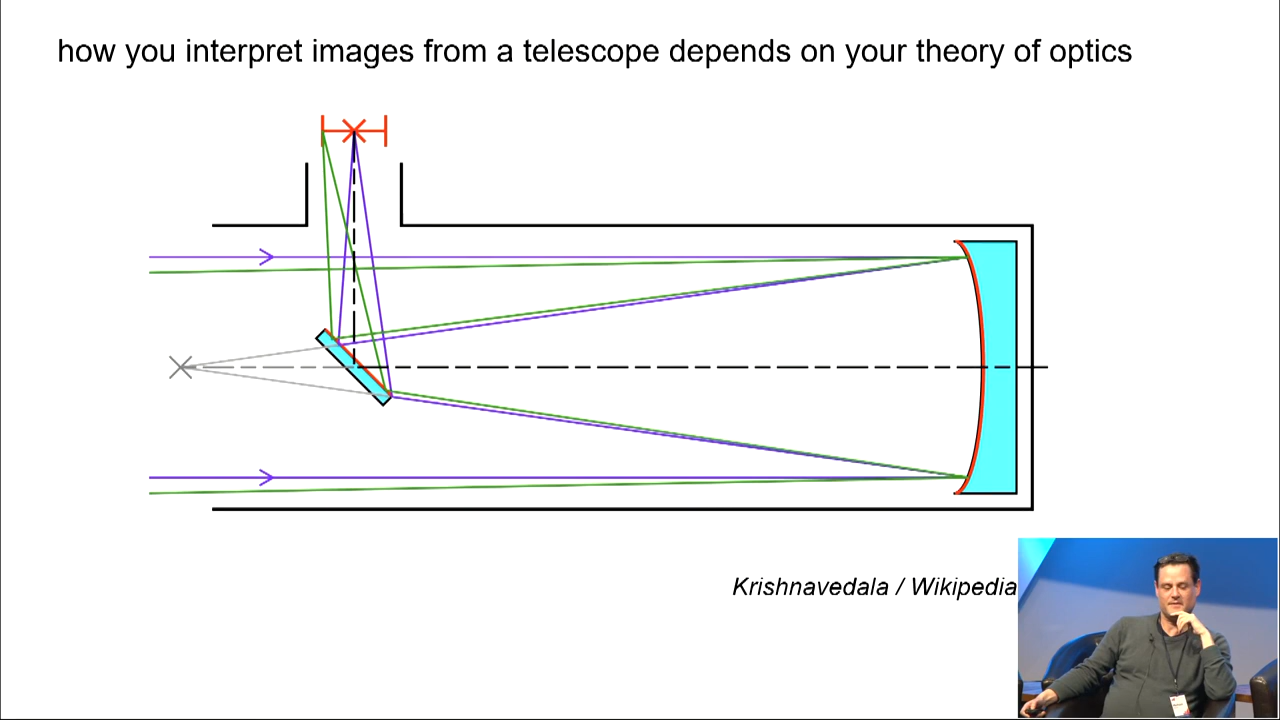 how you interpret images from a telescope depends on your theory of optics
Krishnavedala / Wikipedia